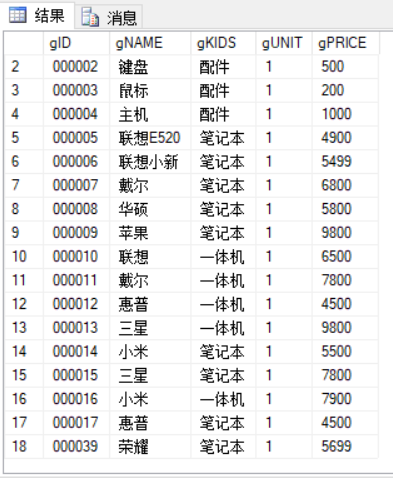 结果 消息
gID gNAME gKIDS gUNIT gPRICE
2 000002 键盘 配件 1 500
3 000003 鼠标 配件 1 200
4 000004 主机 配件 1 1000
5 000005 联想E520 笔记本 1 4900
6 000006 联想小新 笔记本 1 5499
7 000007 戴尔 笔记本 1 6800
8 000008 华硕 笔记本 1 5800
9 000009 苹果 笔记本 1 9800
10 000010 联想 一体机 1 6500
11 000011 戴尔 一体机 1 7800
12 000012 惠普 一体机 1 4500
13 000013 三星 一体机 1 9800
14 000014 小米 笔记本 1 5500
15 000015 三星 笔记本 1 7800
16 000016 小米 一体机 1 7900
17 000017 惠普 笔记本 1 4500
18 000039 荣耀 笔记本 1 5699